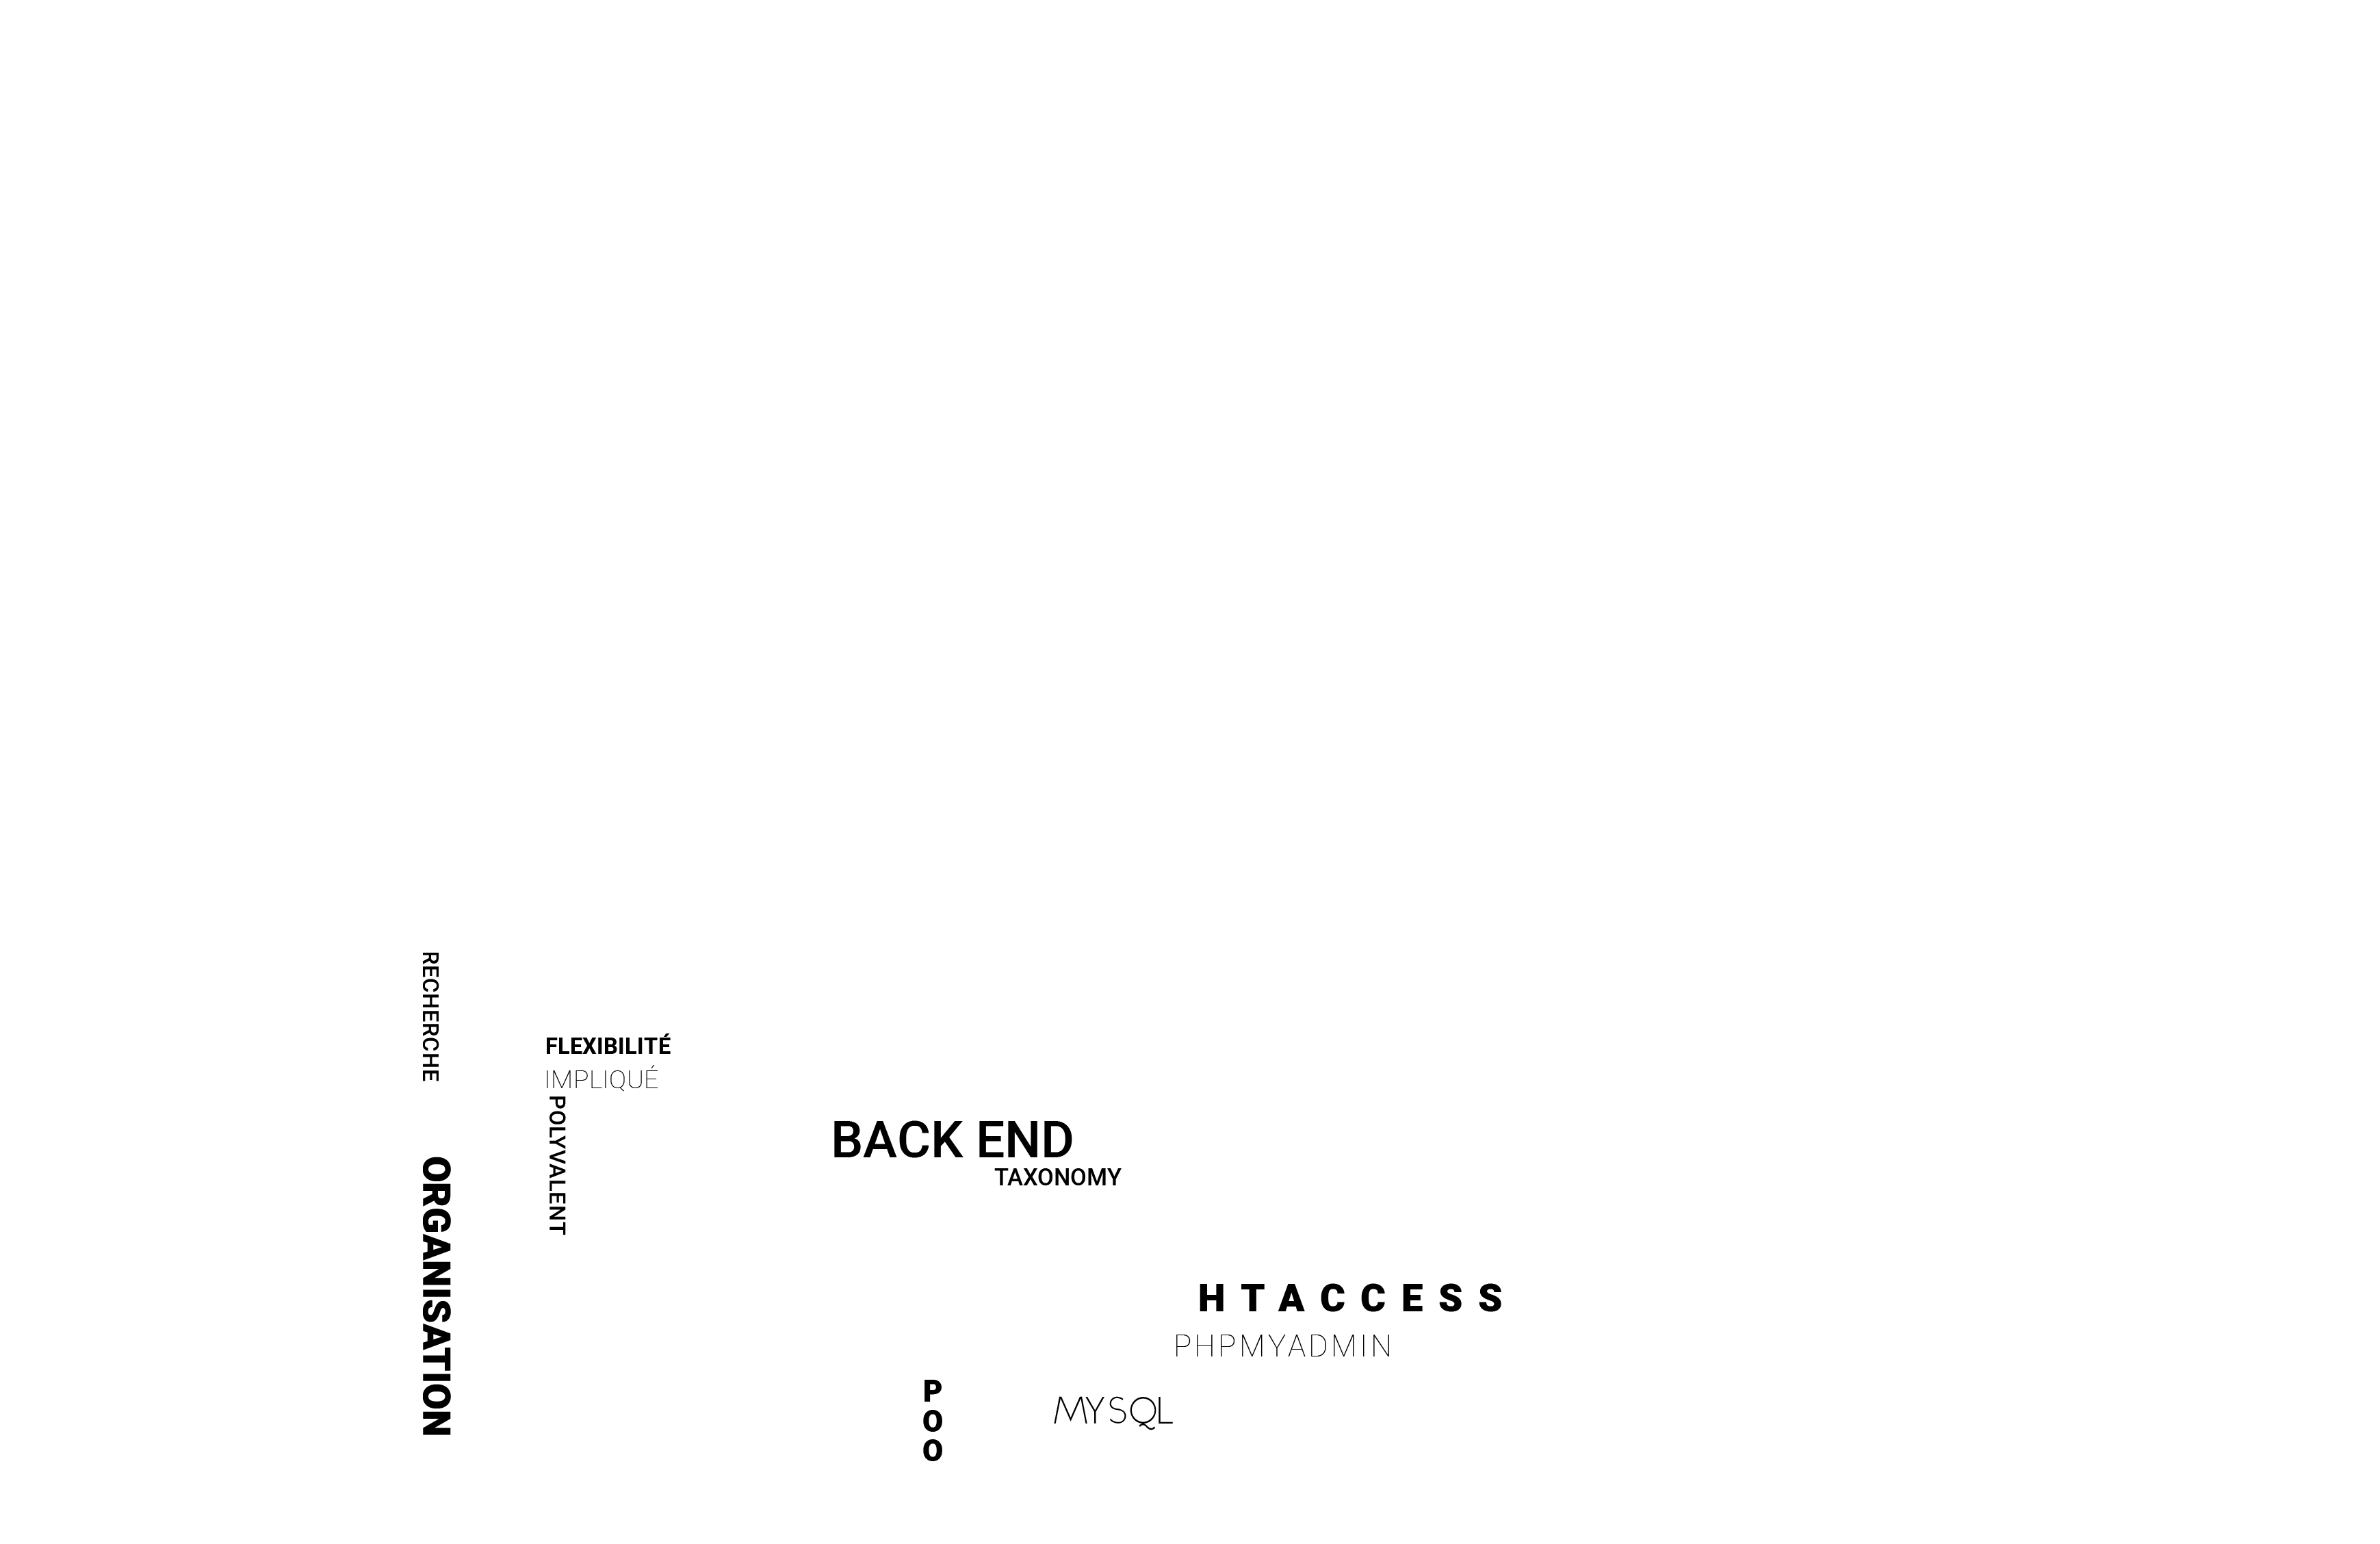 RECHERCHE
FLEXIBILITÉ
IMPLIQUÉ
POLYVALENT
ORGANISATION
BACK END
TAXONOMY
HTACCESS
PHPMYADMIN
POO
MYSQL